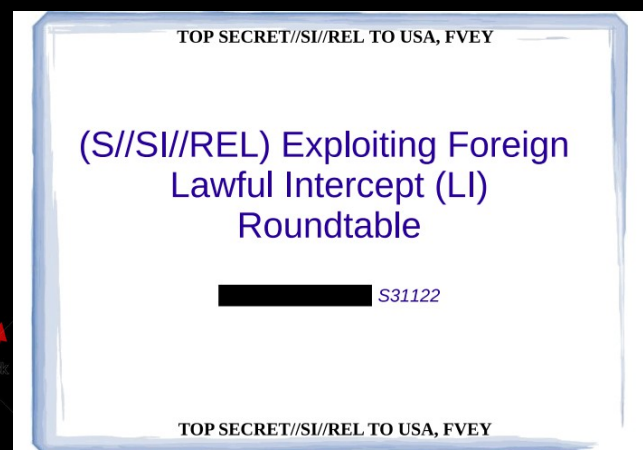 TOP SECRET//SI//REL TO USA, FVEY
(S//SI//REL) Exploiting Foreign
Lawful Intercept (LI)
Roundtable
S31122
TOP SECRET//SI//REL TO USA, FVEY